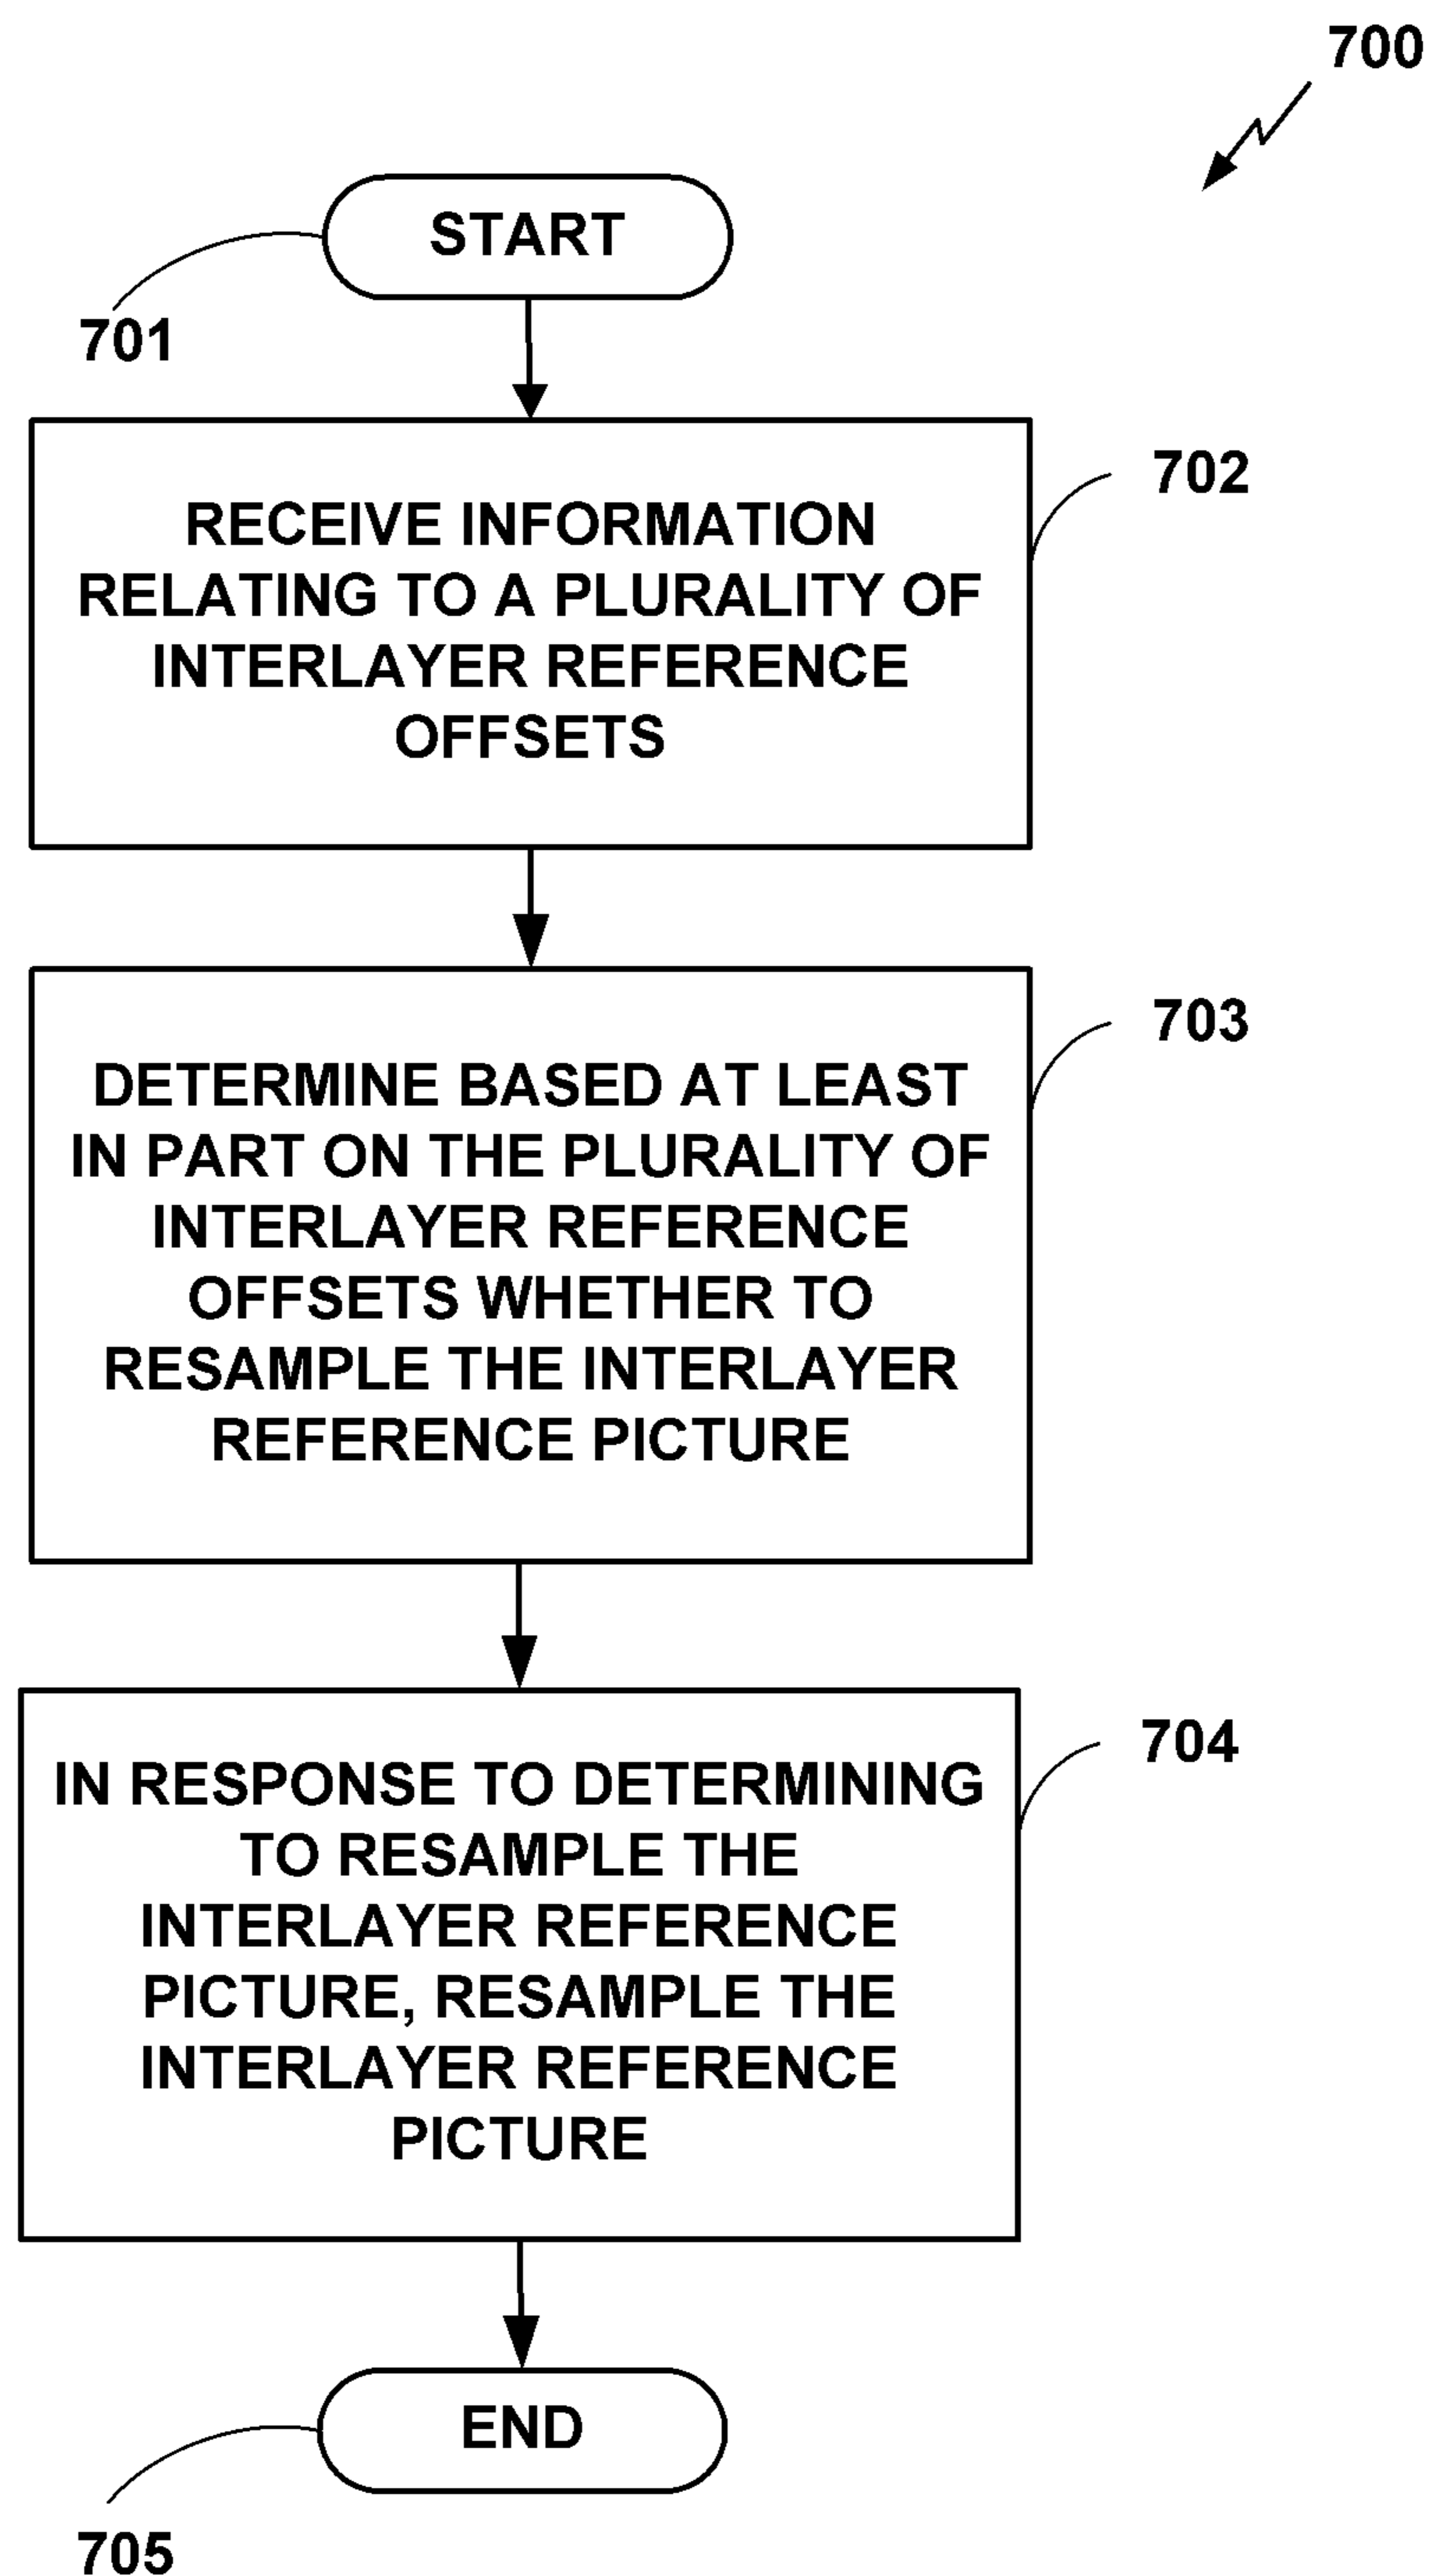 700
START
701
RECEIVE INFORMATION
RELATING TO A PLURALITY OF
INTERLAYER REFERENCE
OFFSETS
702
DETERMINE BASED AT LEAST
IN PART ON THE PLURALITY OF
INTERLAYER REFERENCE
OFFSETS WHETHER TO
RESAMPLE THE INTERLAYER
REFERENCE PICTURE
703
IN RESPONSE TO DETERMINING
TO RESAMPLE THE
INTERLAYER REFERENCE
PICTURE, RESAMPLE THE
INTERLAYER REFERENCE
PICTURE
704
END
705